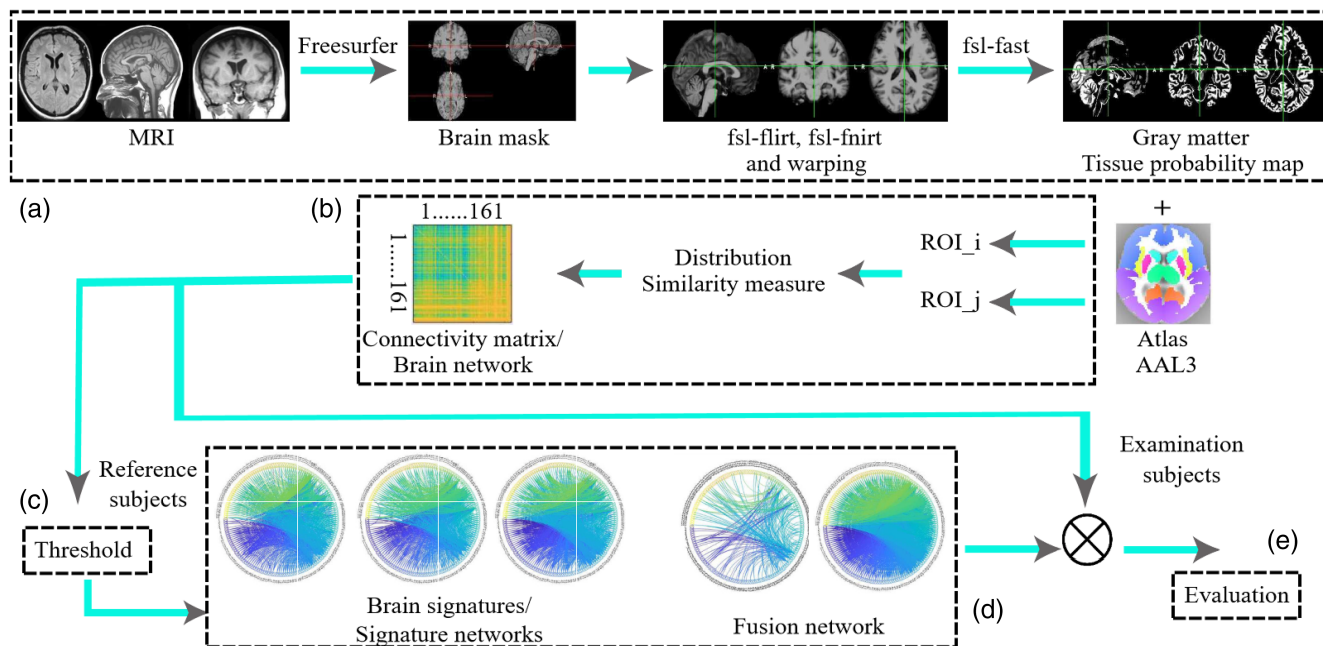 Freesurfer
fsl-fast
MRI
Brain mask
fsl-flirt, fsl-fnirt
and warping
Gray matter
Tissue probability map
(a)
(b)
1......161
1.......161
Connectivity matrix/
Brain network
Distribution
Similarity measure
ROI_i
ROI_j
+
Atlas
AAL3
Reference
subjects
Examination
subjects
(c)
Threshold
Brain signatures/
Signature networks
Fusion network
(d)
(e)
Evaluation